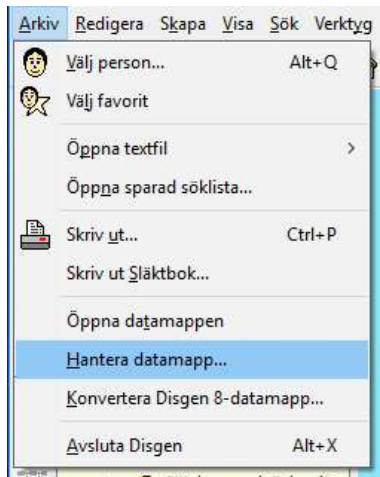 Arkiv Redigera Skapa Visa Sök Verktyg
Välj person... Alt+Q
Välj favorit
Öppna textfil >
Öppna sparad söklista...
Skriv ut... Ctrl+P
Skriv ut Släktbok...
Öppna datamappen
Hantera datamapp...
Konvertera Disgen 8-datamapp...
Avsluta Disgen Alt+X